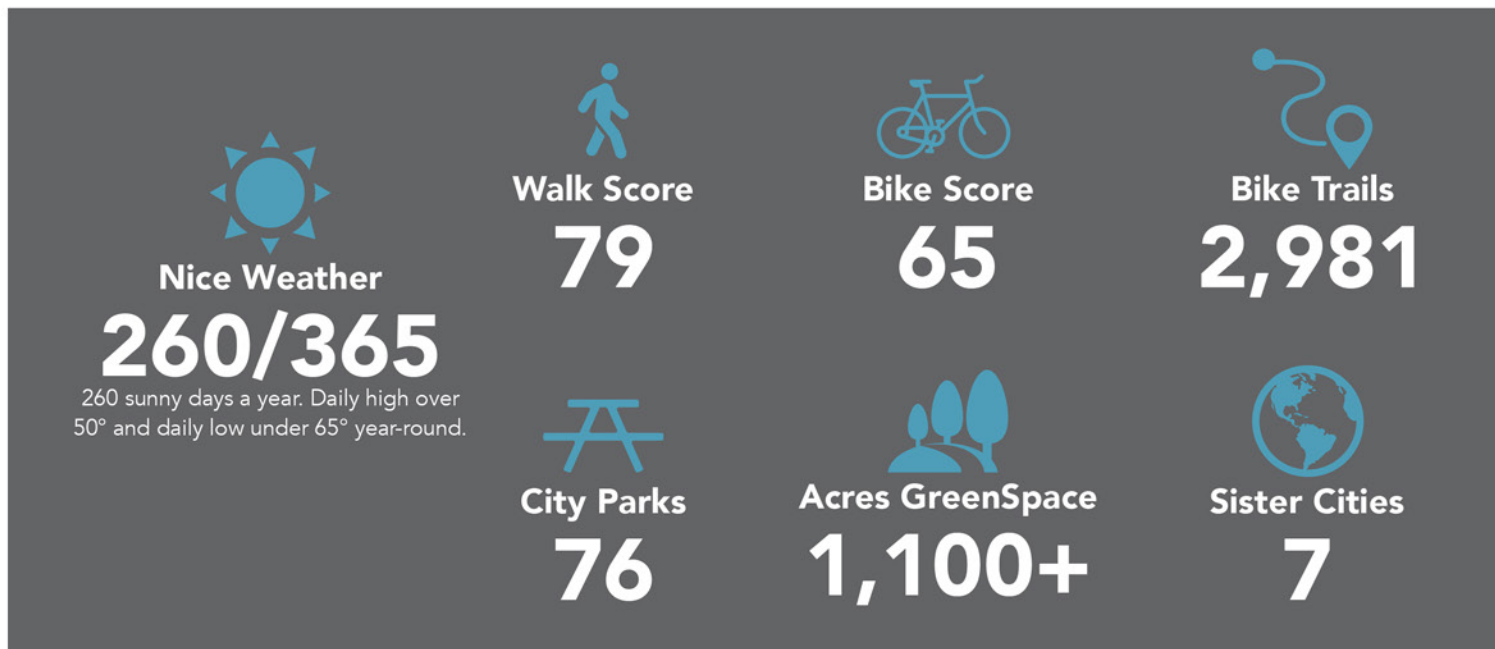 Nice Weather
260/365
260 sunny days a year. Daily high over
50° and daily low under 65° year-round.
Walk Score
79
Bike Score
65
Bike Trails
2,981
City Parks
76
Acres GreenSpace
1,100+
Sister Cities
7